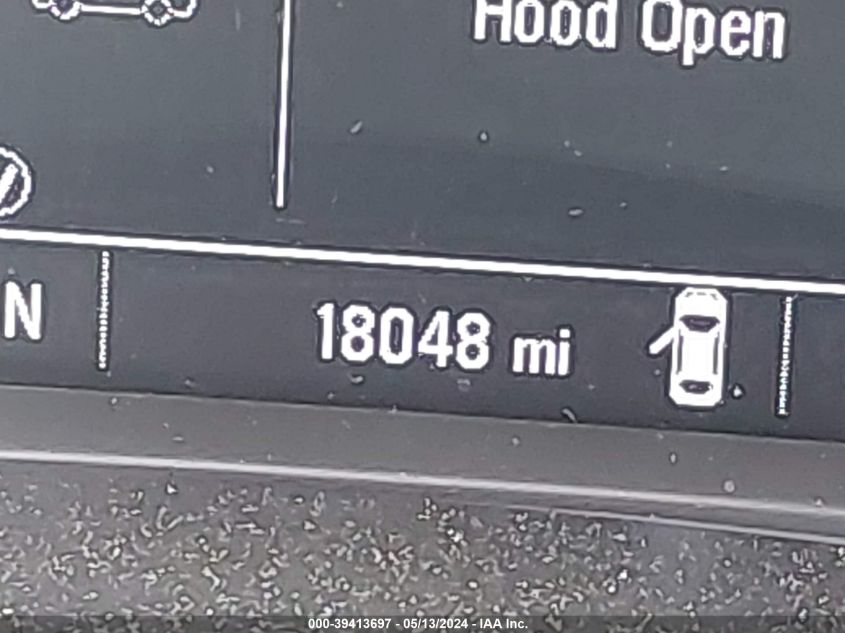 Hood Open
N
18048 mi
000-39413697 - 05/13/2024 - IAA Inc.